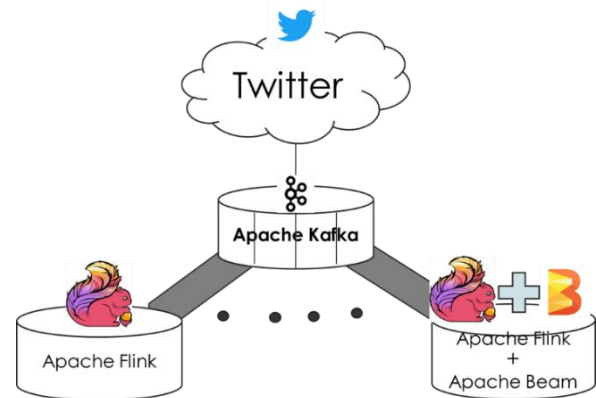 Twitter
Apache Kafka
Apache Flink
Apache Flink
+
Apache Beam